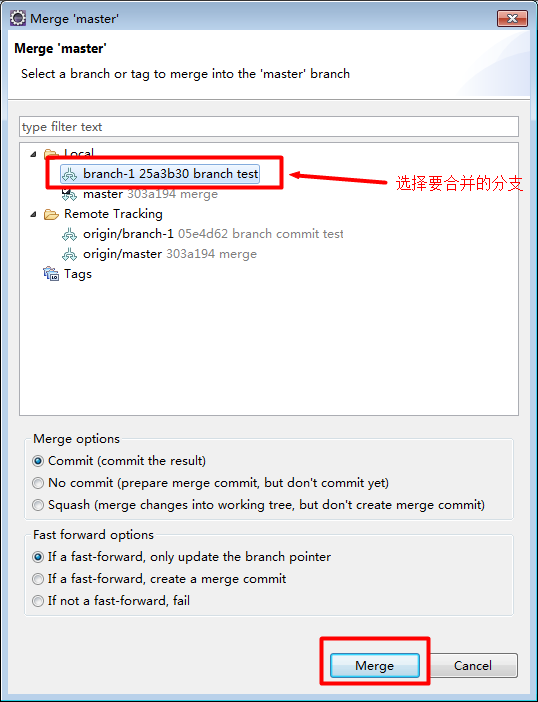 Merge 'master'
Merge 'master'
Select a branch or tag to merge into the 'master' branch
type filter text
Local
branch-1 25a3b30 branch test
选择要合并的分支
master 303a194 merge
Remote Tracking
origin/branch-1 05e4d62 branch commit test
origin/master 303a194 merge
Tags
Merge options
Commit (commit the result)
No commit (prepare merge commit, but don't commit yet)
Squash (merge changes into working tree, but don't create merge commit)
Fast forward options
If a fast-forward, only update the branch pointer
If a fast-forward, create a merge commit
If not a fast-forward, fail
Merge Cancel